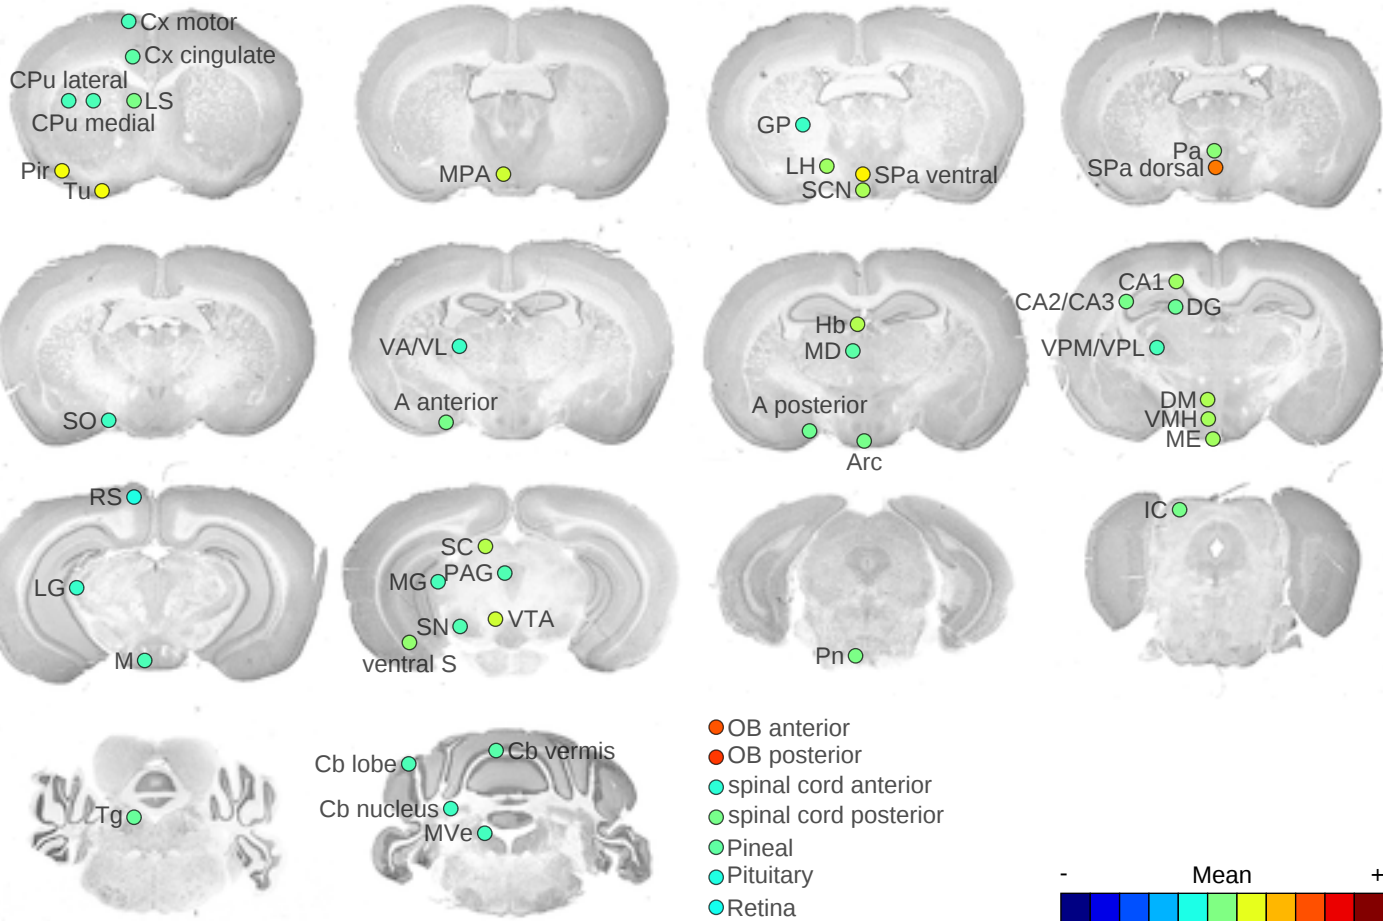 Cx motor
Cx cingulate
CPu lateral
LS
CPu medial
Pir
Tu
MPA
GP
LH
SPa ventral
SCN
Pa
SPa dorsal
SO
VA/VL
A anterior
Hb
MD
A posterior
Arc
CA1
CA2/CA3
DG
VPM/VPL
DM
VMH
ME
RS
LG
M
SC
PAG
MG
SN
VTA
ventral S
Pn
IC
Tg
Cb vermis
Cb lobe
Cb nucleus
MVe
OB anterior
OB posterior
spinal cord anterior
spinal cord posterior
Pineal
Pituitary
Retina
- Mean +